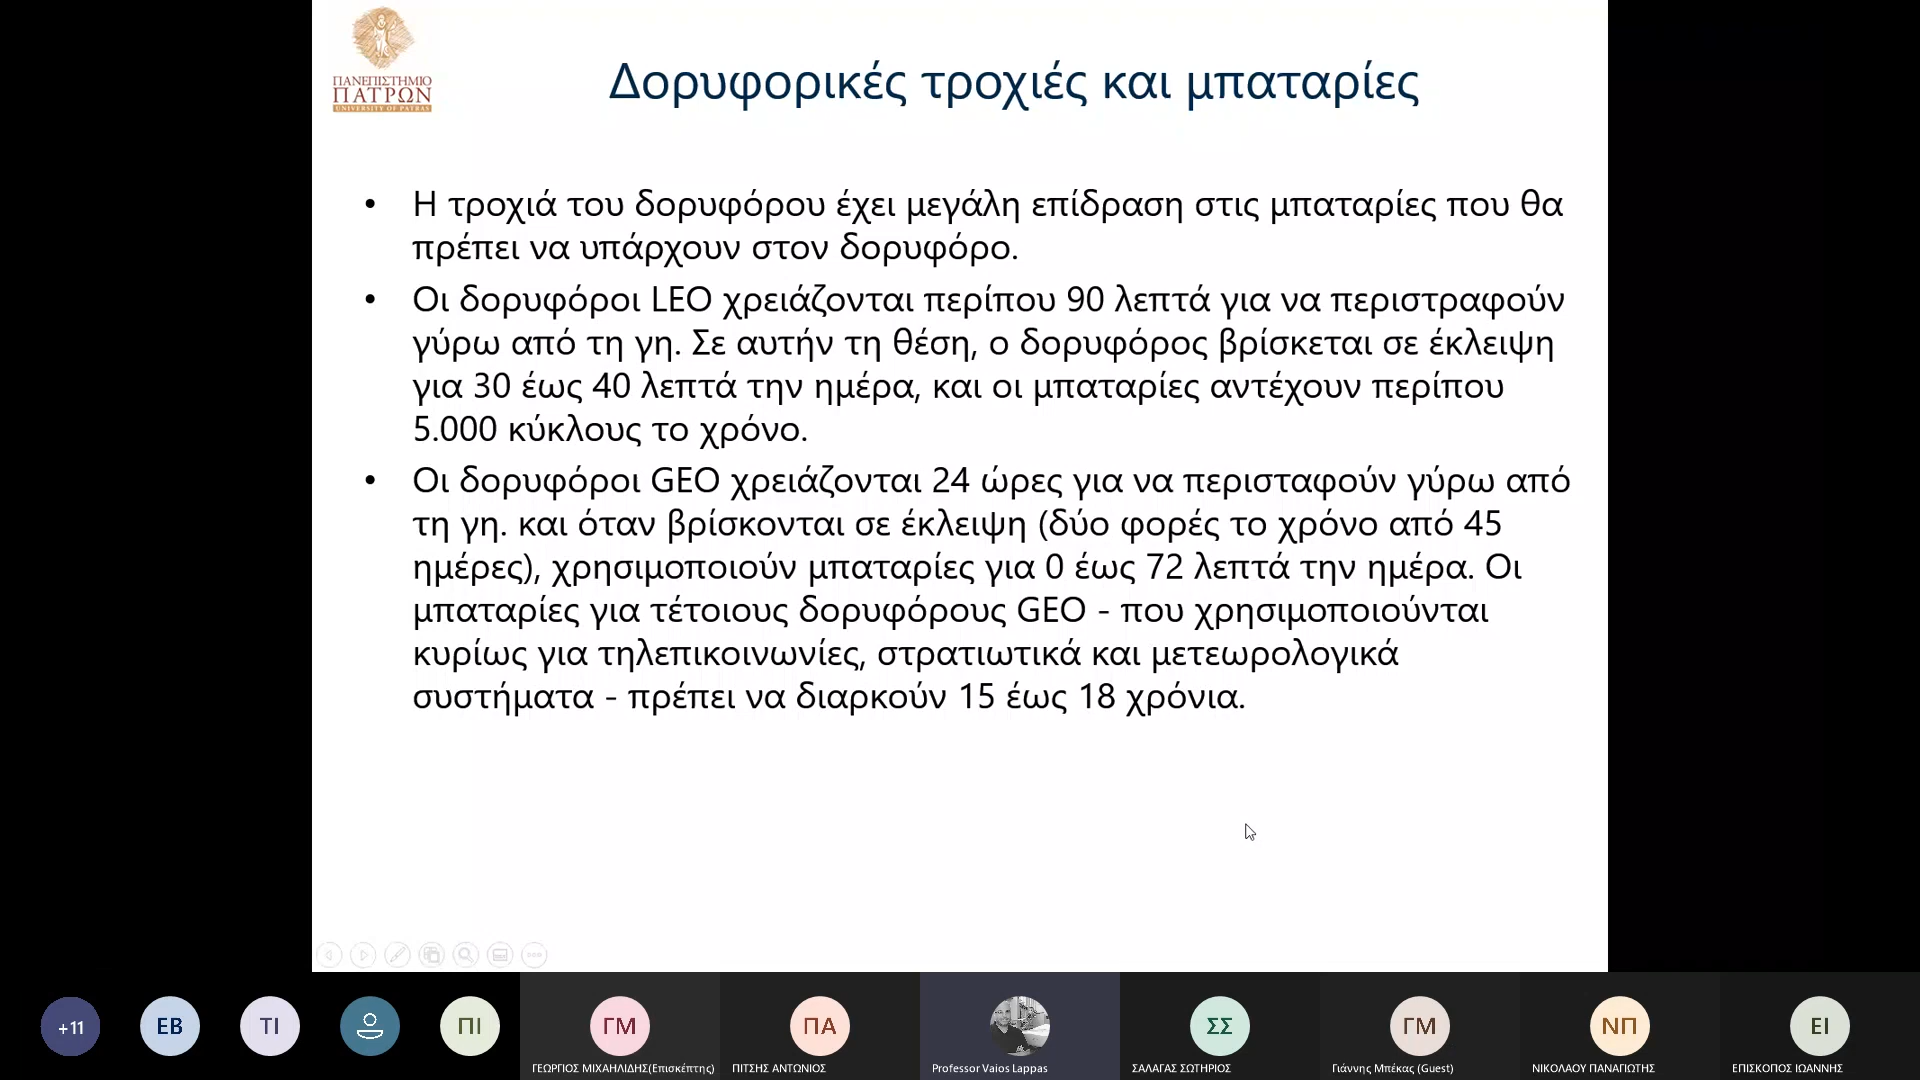 ΠΑΝΕΠΙΣΤΗΜΙΟ
ΠΑΤΡΩΝ
UNIVERSITY OF PATRAS
Δορυφορικές τροχιές και μπαταρίες
• Η τροχιά του δορυφόρου έχει μεγάλη επίδραση στις μπαταρίες που θα
πρέπει να υπάρχουν στον δορυφόρο.
• Οι δορυφόροι LEO χρειάζονται περίπου 90 λεπτά για να περιστραφούν
γύρω από τη γη. Σε αυτήν τη θέση, ο δορυφόρος βρίσκεται σε έκλειψη
για 30 έως 40 λεπτά την ημέρα, και οι μπαταρίες αντέχουν περίπου
5.000 κύκλους το χρόνο.
• Οι δορυφόροι GEO χρειάζονται 24 ώρες για να περισταφούν γύρω από
τη γη. και όταν βρίσκονται σε έκλειψη (δύο φορές το χρόνο από 45
ημέρες), χρησιμοποιούν μπαταρίες για 0 έως 72 λεπτά την ημέρα. Οι
μπαταρίες για τέτοιους δορυφόρους GEO - που χρησιμοποιούνται
κυρίως για τηλεπικοινωνίες, στρατιωτικά και μετεωρολογικά
συστήματα - πρέπει να διαρκούν 15 έως 18 χρόνια.
+11 ΕΒ ΤΙ ΠΙ ΓΜ ΠΑ ΣΣ ΓΜ ΝΠ ΕΙ
ΓΕΩΡΓΙΟΣ ΜΙΧΑΗΛΙΔΗΣ(Επισκέπτης) ΠΙΤΣΗΣ ΑΝΤΩΝΙΟΣ Professor Vaios Lappas ΣΑΛΑΓΑΣ ΣΩΤΗΡΙΟΣ Γιάννης Μπέκας (Guest) ΝΙΚΟΛΑΟΥ ΠΑΝΑΓΙΩΤΗΣ ΕΠΙΣΚΟΠΟΣ ΙΩΑΝΝΗΣ